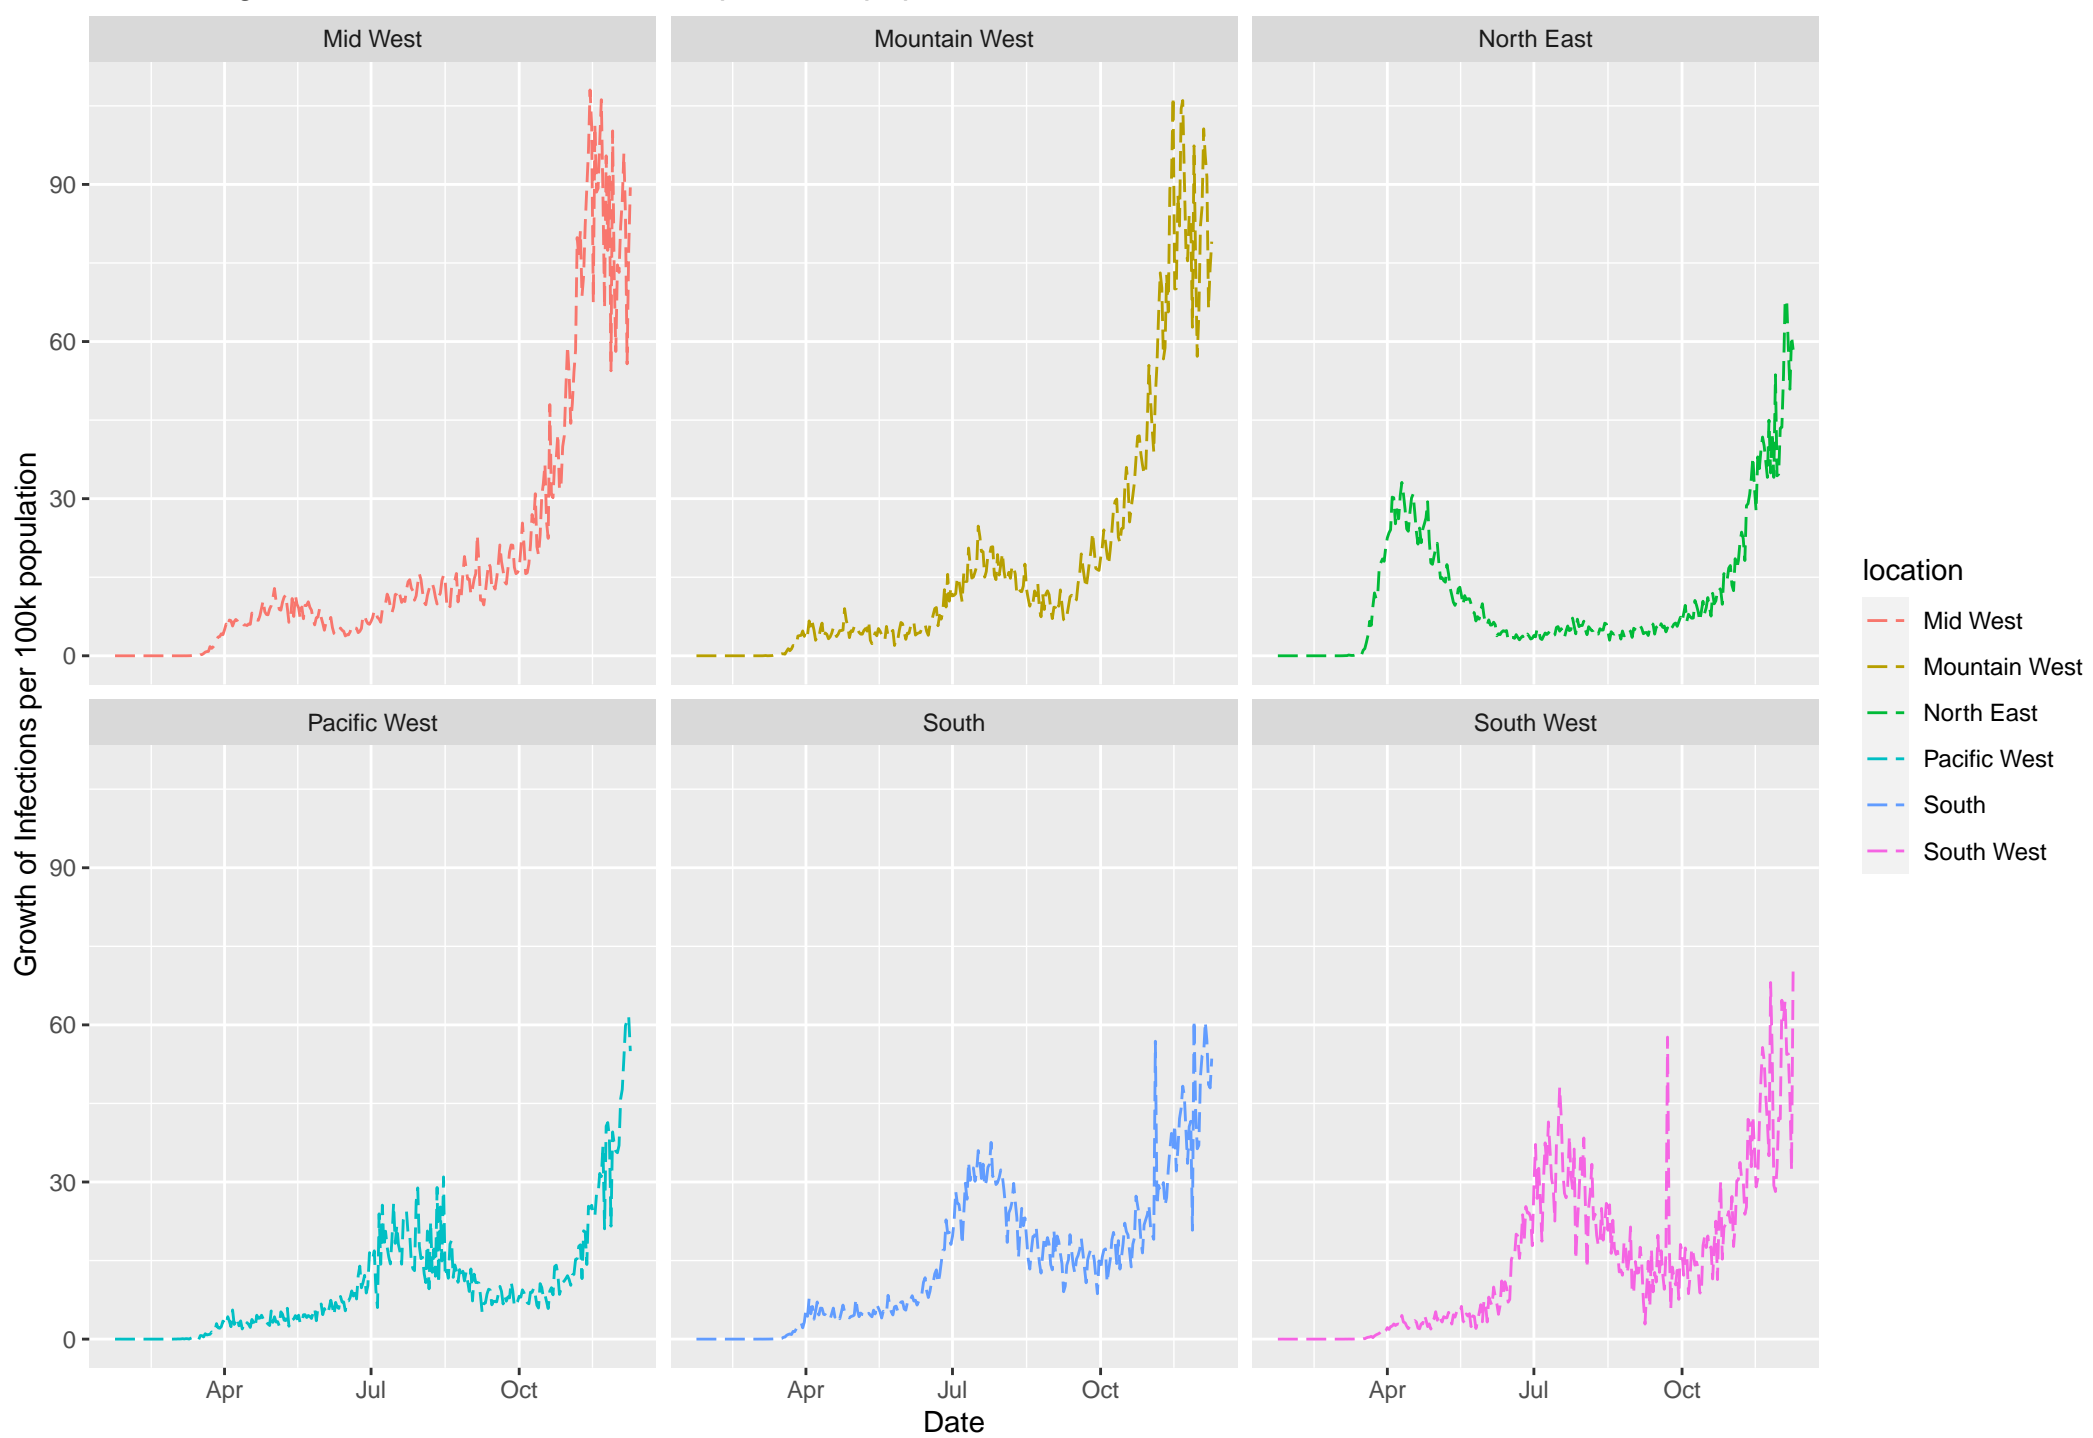 Mid West
Mountain West
North East
90
60
30
0
Pacific West
South
South West
90
60
30
0
Apr
Jul
Oct
Apr
Jul
Oct
Apr
Jul
Oct
Date
Growth of Infections per 100k population
location
Mid West
Mountain West
North East
Pacific West
South
South West